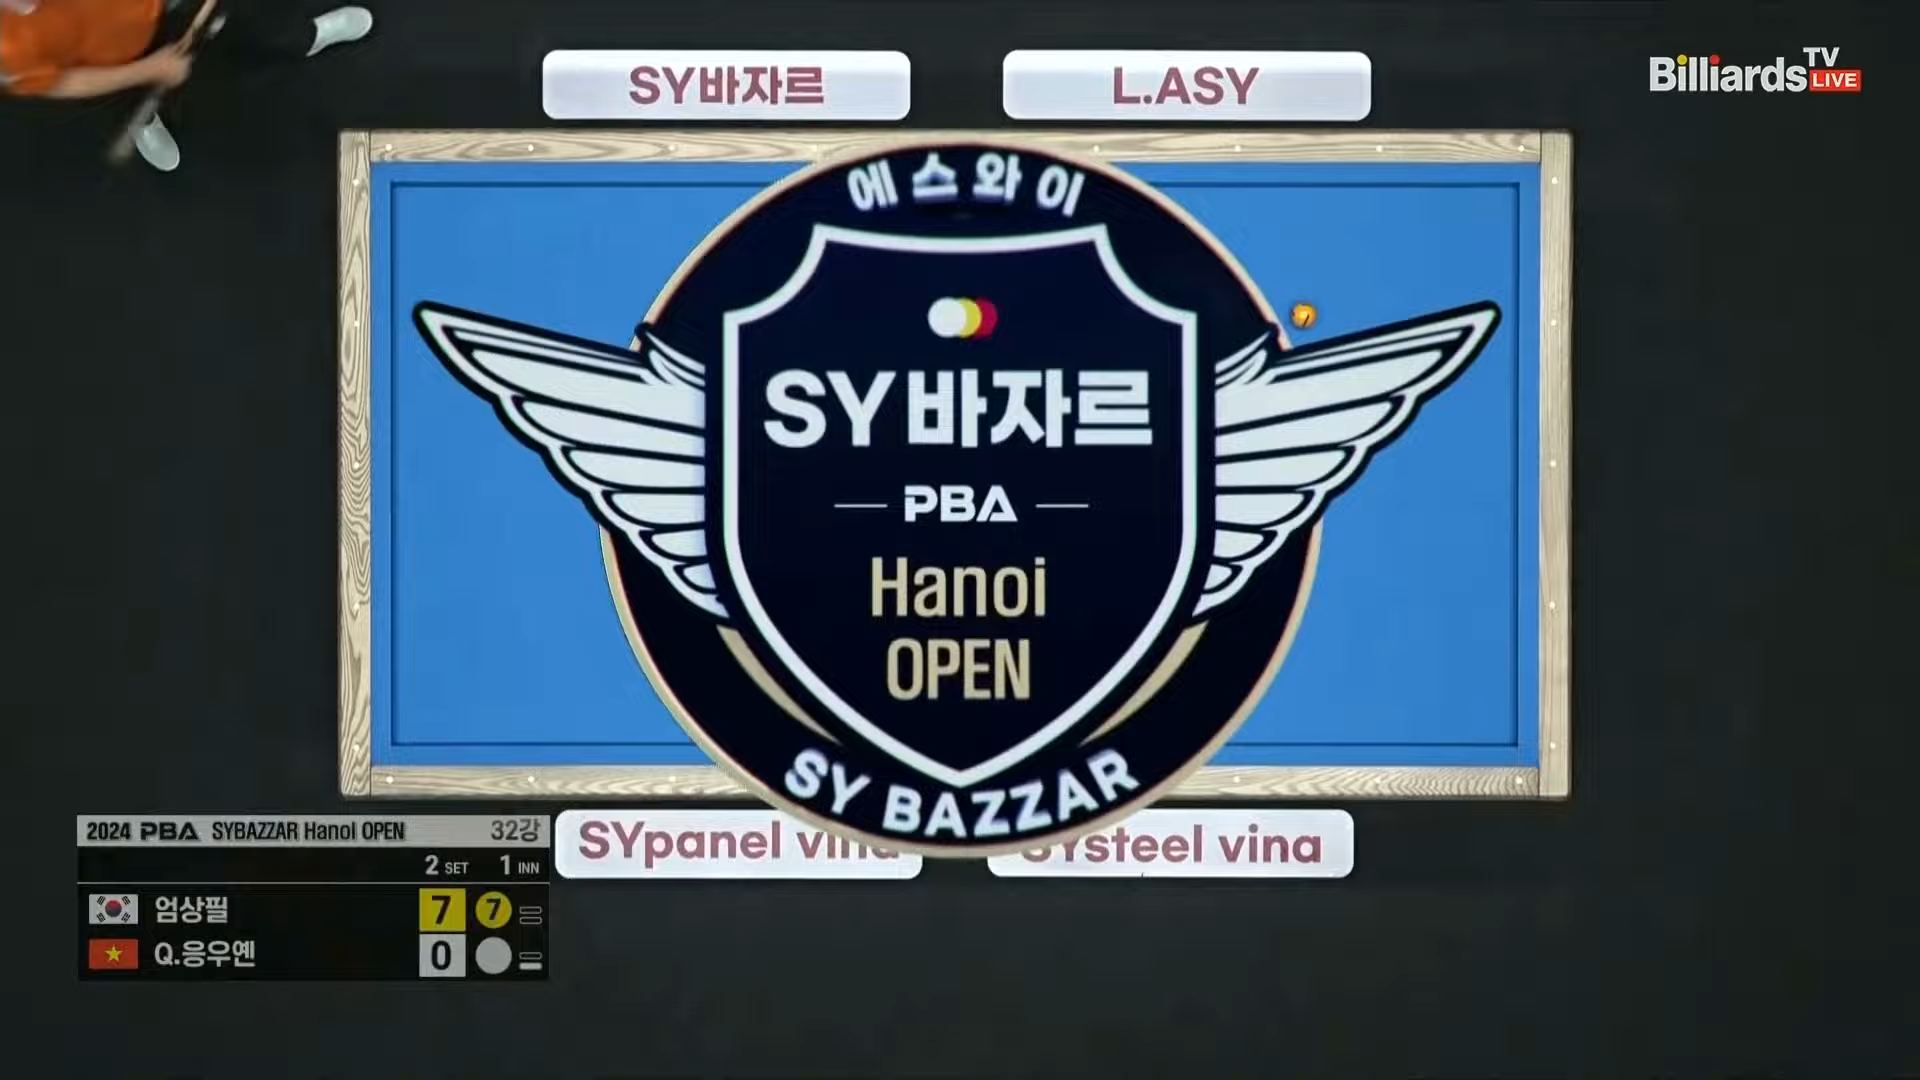 SY바자르
L.ASY
Billiards TV LIVE
에스와이
SY바자르
PBA
Hanoi
OPEN
SY BAZZAR
SYpanel vina
SYsteel vina
2024 PBA SYBAZZAR Hanoi OPEN 32강
2 SET 1 INN
엄상필 7 7
Q.응우옌 0